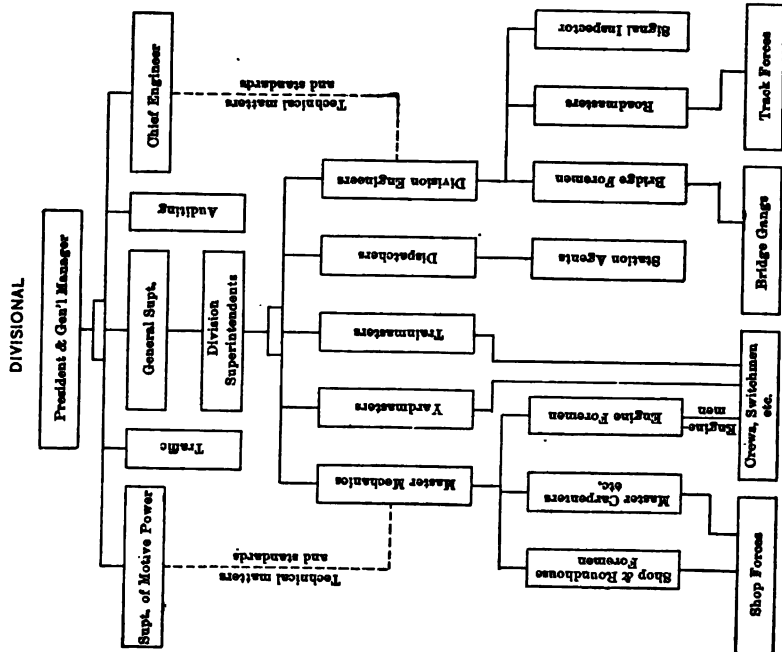 DIVISIONAL
President & Gen'l Manager
Supt. of Motive Power
Traffic
General Supt.
Auditing
Chief Engineer
Division
Superintendents
Technical matters
and standards
Technical matters
and standards
Master Mechanics
Yardmasters
Trainmasters
Dispatchers
Division Engineers
Shop & Roundhouse
Foremen
Master Carpenters
etc.
Engine Foremen
Station Agents
Bridge Foremen
Roadmasters
Signal Inspector
Engine
men
Shop Forces
Crews, Switchmen
etc.
Bridge Gangs
Track Forces